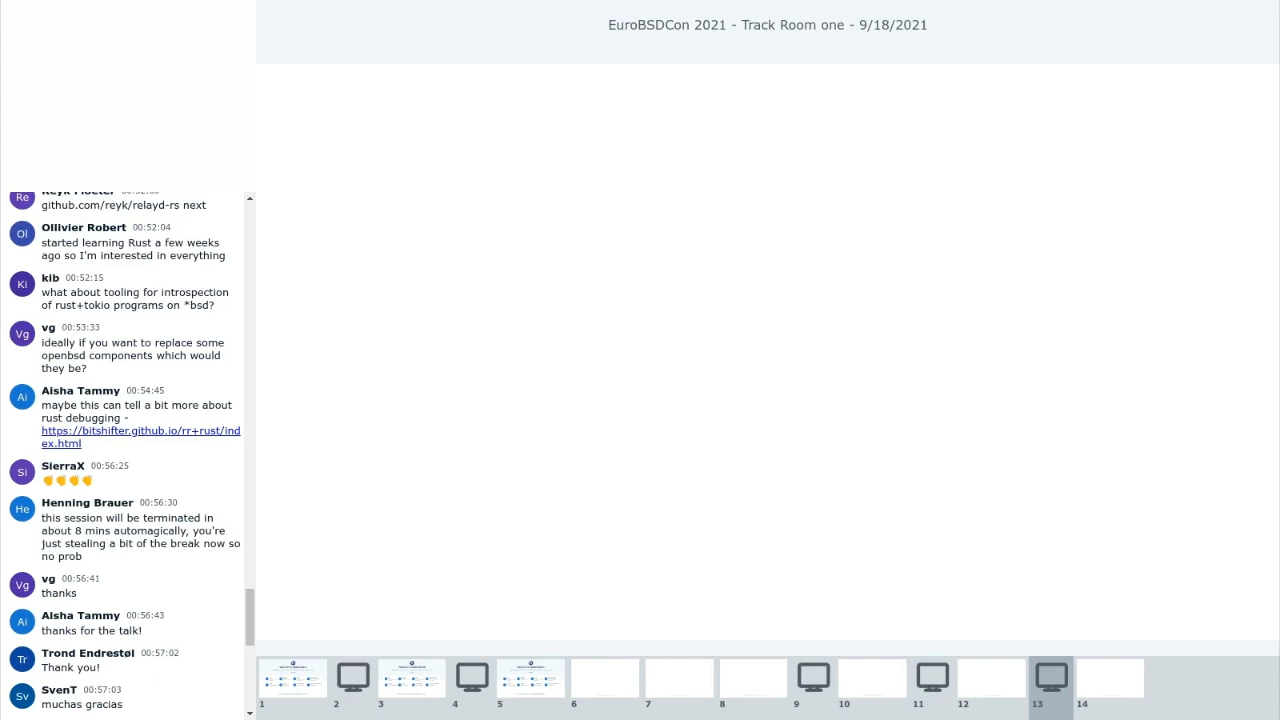 EuroBSDCon 2021 - Track Room one - 9/18/2021
Re
Reyk Floeter
github.com/reyk/relayd-rs next
Ol
Ollivier Robert 00:52:04
started learning Rust a few weeks
ago so I'm interested in everything
Ki
kib 00:52:15
what about tooling for introspection
of rust+tokio programs on *bsd?
Vg
vg 00:53:33
ideally if you want to replace some
openbsd components which would
they be?
Ai
Aisha Tammy 00:54:45
maybe this can tell a bit more about
rust debugging -
https://bitshifter.github.io/rr+rust/ind
ex.html
Si
SierraX 00:56:25
👏👏👏👏
He
Henning Brauer 00:56:30
this session will be terminated in
about 8 mins automagically, you're
just stealing a bit of the break now so
no prob
Vg
vg 00:56:41
thanks
Ai
Aisha Tammy 00:56:43
thanks for the talk!
Tr
Trond Endrestøl 00:57:02
Thank you!
Sv
SvenT 00:57:03
muchas gracias
1 2 3 4 5 6 7 8 9 10 11 12 13 14